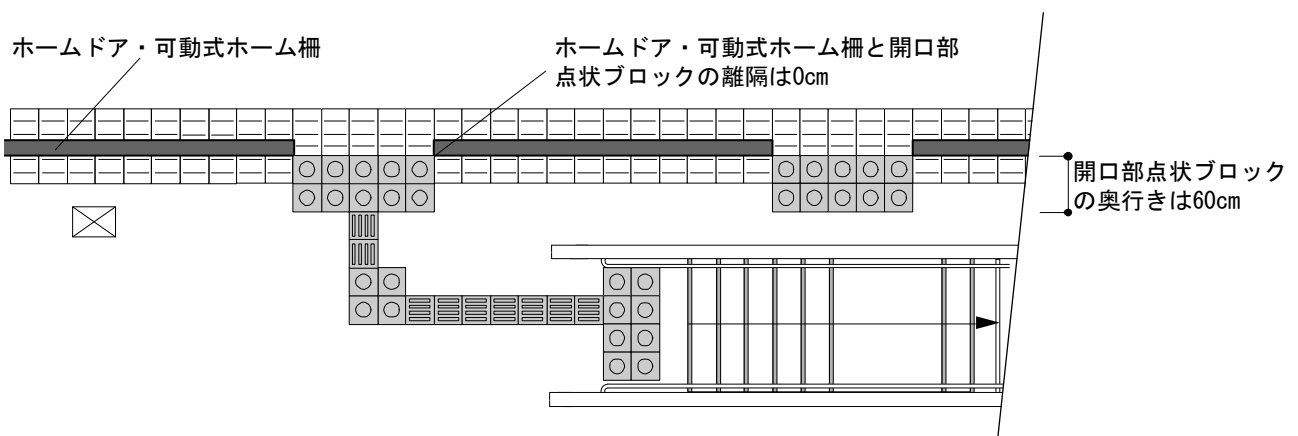 ホームドア・可動式ホーム柵
ホームドア・可動式ホーム柵と開口部
点状ブロックの離隔は0cm
開口部点状ブロック
の奥行きは60cm